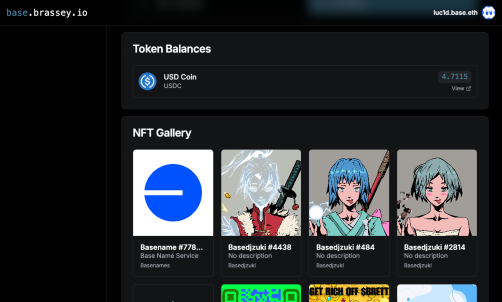 base.brassey.io
luc1d.base.eth
Token Balances
USD Coin
USDC
4.7115
View
NFT Gallery
Basename #778...
Base Name Service
Basenames
Basedjzuki #4438
No description
Basedjzuki
Basedjzuki #484
No description
Basedjzuki
Basedjzuki #2814
No description
Basedjzuki
GET RICH OFF $BRETT